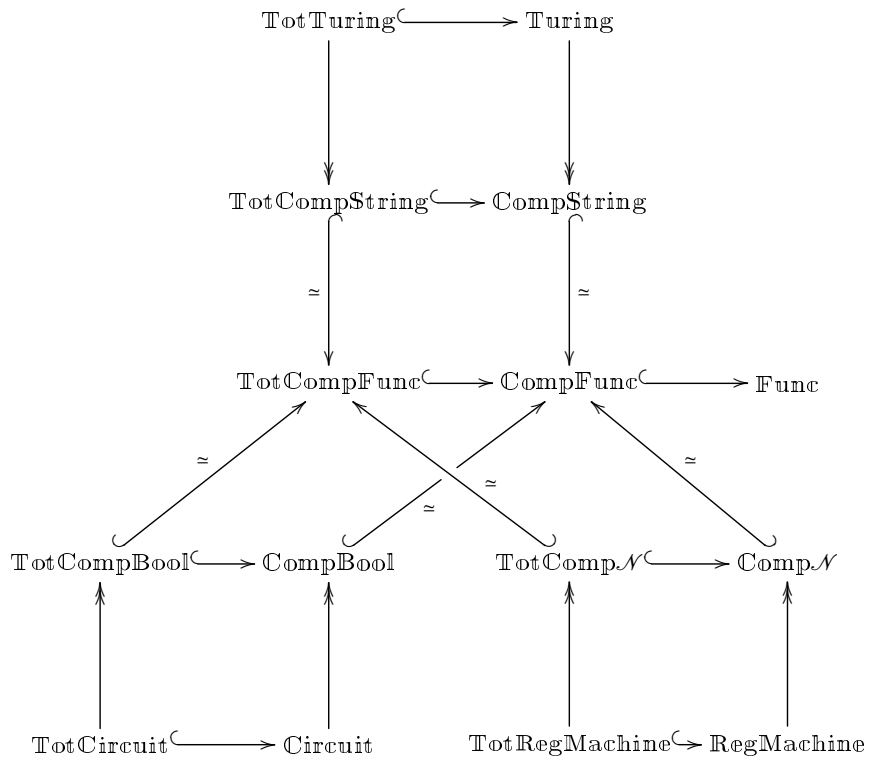 𝕋otTuring 𝕋uring
𝕋otℂomp𝕊tring ℂomp𝕊tring
≃ ≃
𝕋otℂomp𝔽unc ℂomp𝔽unc 𝔽unc
≃ ≃
≃ ≃
𝕋otℂomp𝔹ool ℂomp𝔹ool 𝕋otℂomp𝒩 ℂomp𝒩
𝕋otℂircuit ℂircuit 𝕋otℝeg𝕄achine ℝeg𝕄achine